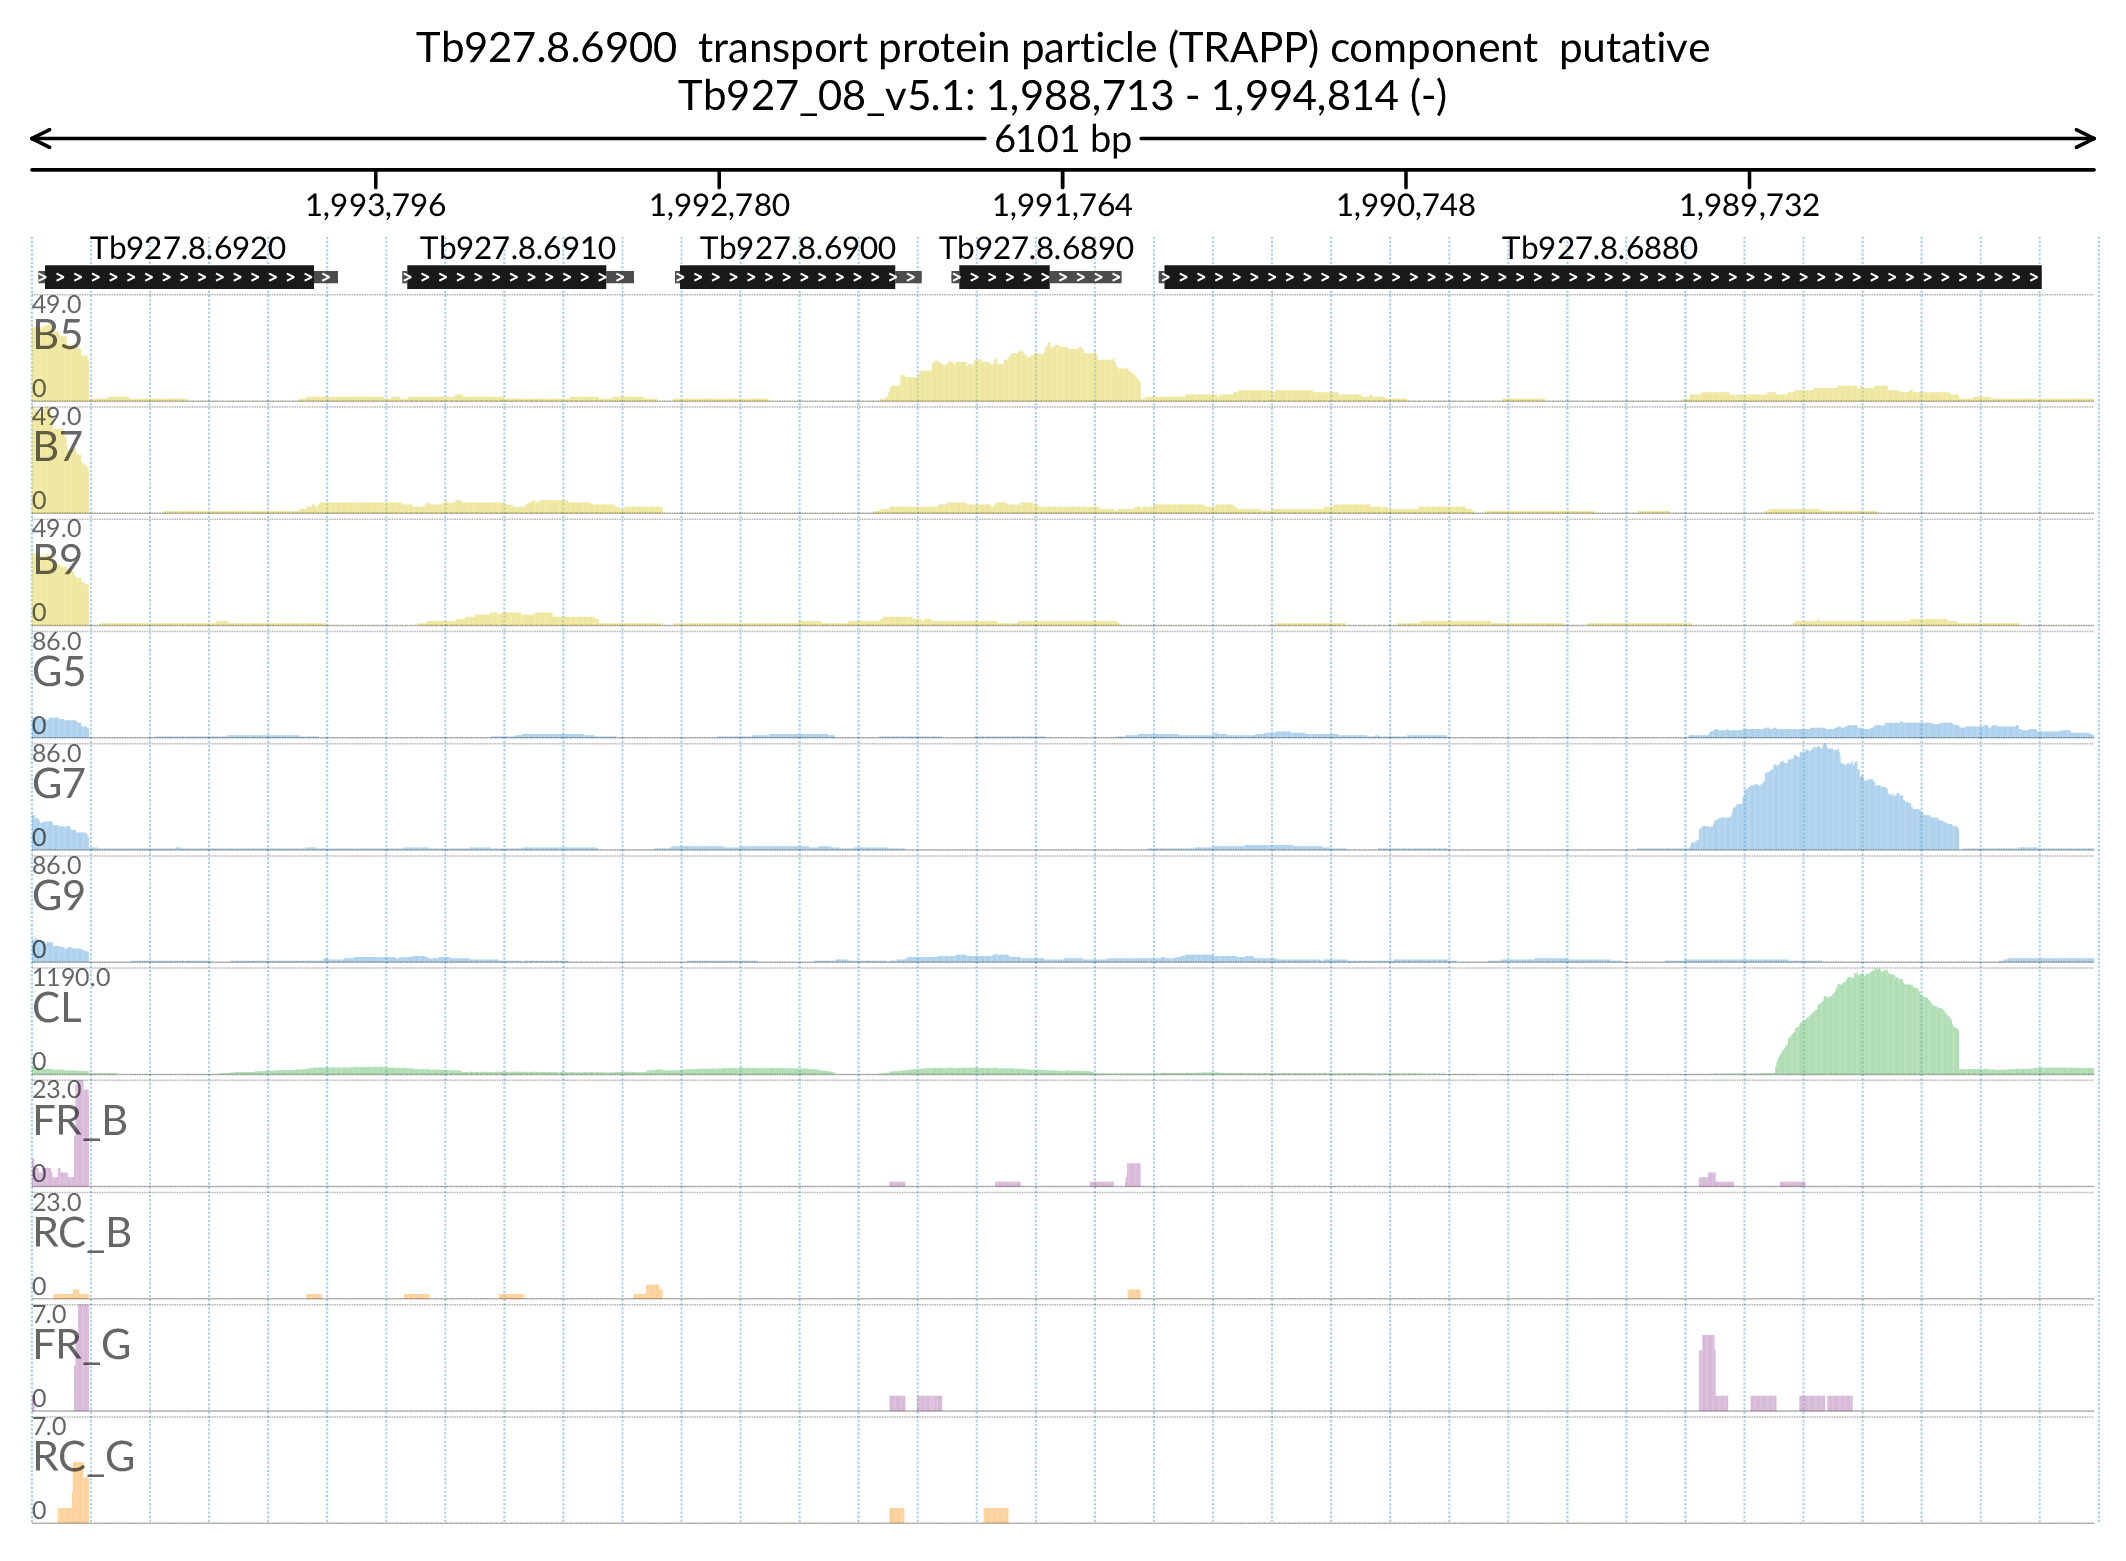 Tb927.8.6900  transport protein particle (TRAPP) component  putative
Tb927_08_v5.1: 1,988,713 - 1,994,814 (-)
6101 bp
1,993,796 1,992,780 1,991,764 1,990,748 1,989,732
Tb927.8.6920 Tb927.8.6910 Tb927.8.6900 Tb927.8.6890 Tb927.8.6880
49.0
B5
0
49.0
B7
0
49.0
B9
0
86.0
G5
0
86.0
G7
0
86.0
G9
0
1190.0
CL
0
23.0
FR_B
0
23.0
RC_B
0
7.0
FR_G
0
7.0
RC_G
0